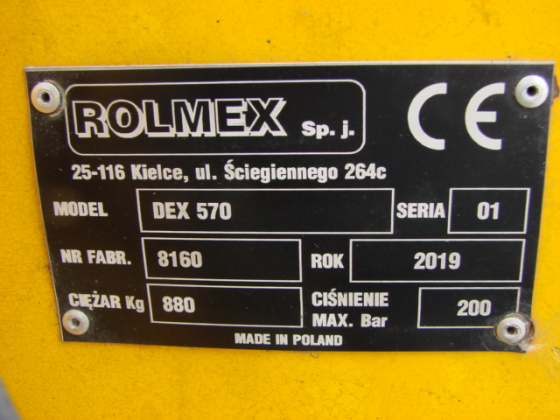 ROLMEX Sp. j. CE
25-116 Kielce, ul. Ściegiennego 264c
MODEL DEX 570 SERIA 01
NR FABR. 8160 ROK 2019
CIĘŻAR Kg 880 CIŚNIENIE MAX. Bar 200
MADE IN POLAND